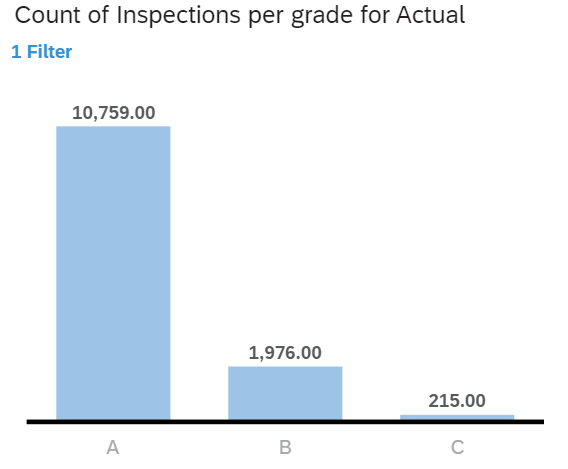 Count of Inspections per grade for Actual
1 Filter
10,759.00
1,976.00
215.00
A
B
C